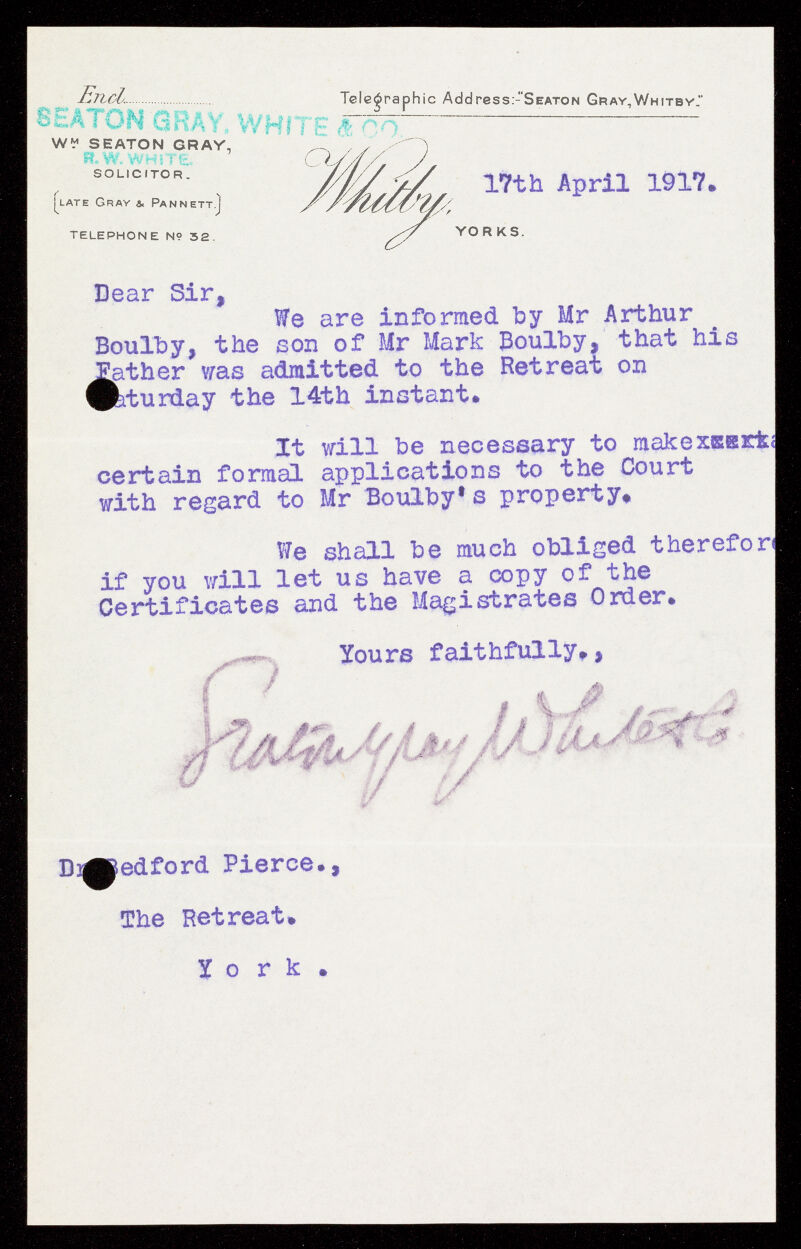 Encl.
Telegraphic Address:-"SEATON GRAY, WHITBY."
SEATON GRAY, WHITE & CO.
WM SEATON GRAY,
R. W. WHITE.
SOLICITOR.
(LATE GRAY & PANNETT.)
TELEPHONE No 32.
Whitby,
YORKS.
17th April 1917.
Dear Sir,
We are informed by Mr Arthur
Boulby, the son of Mr Mark Boulby, that his
Father was admitted to the Retreat on
aturday the 14th instant.
It will be necessary to make
certain formal applications to the Court
with regard to Mr Boulby's property.
We shall be much obliged therefore
if you will let us have a copy of the
Certificates and the Magistrates Order.
Yours faithfully.,
Seaton Gray White & Co
Dr Bedford Pierce.,
The Retreat.
Y o r k .